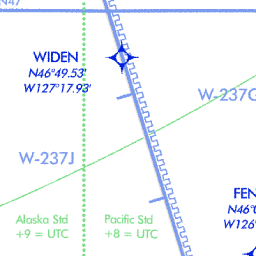 N47
WIDEN
N46°49.53'
W127°17.93'
W-237G
W-237J
FEN
N46°
W126°
Alaska Std
+9 = UTC
Pacific Std
+8 = UTC